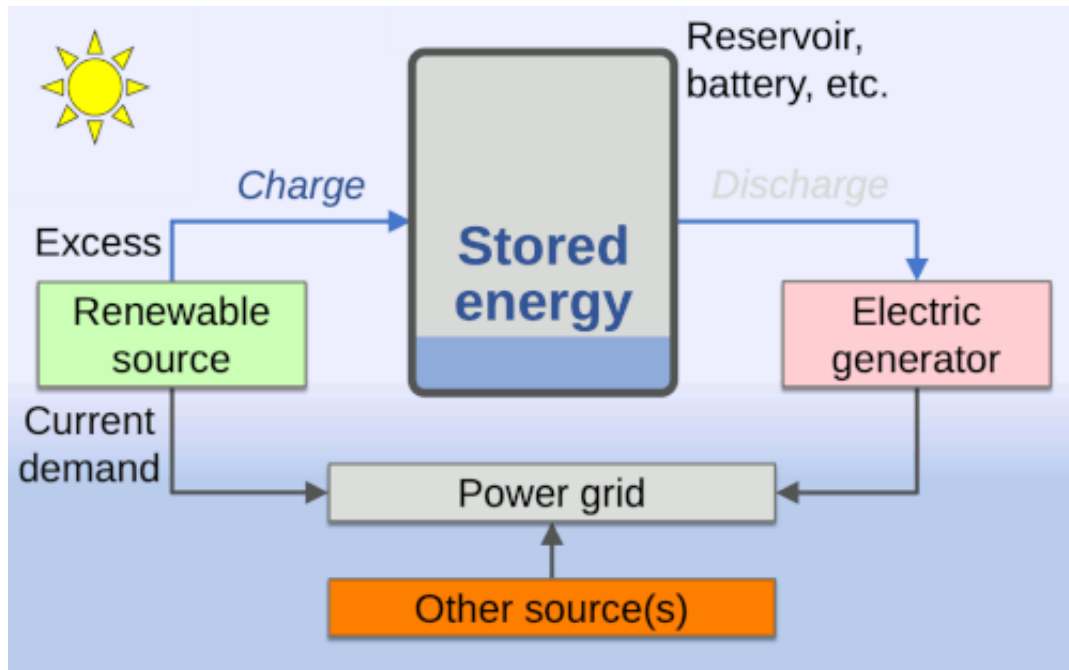 Reservoir,
battery, etc.
Charge
Discharge
Excess
Stored
energy
Renewable
source
Electric
generator
Current
demand
Power grid
Other source(s)